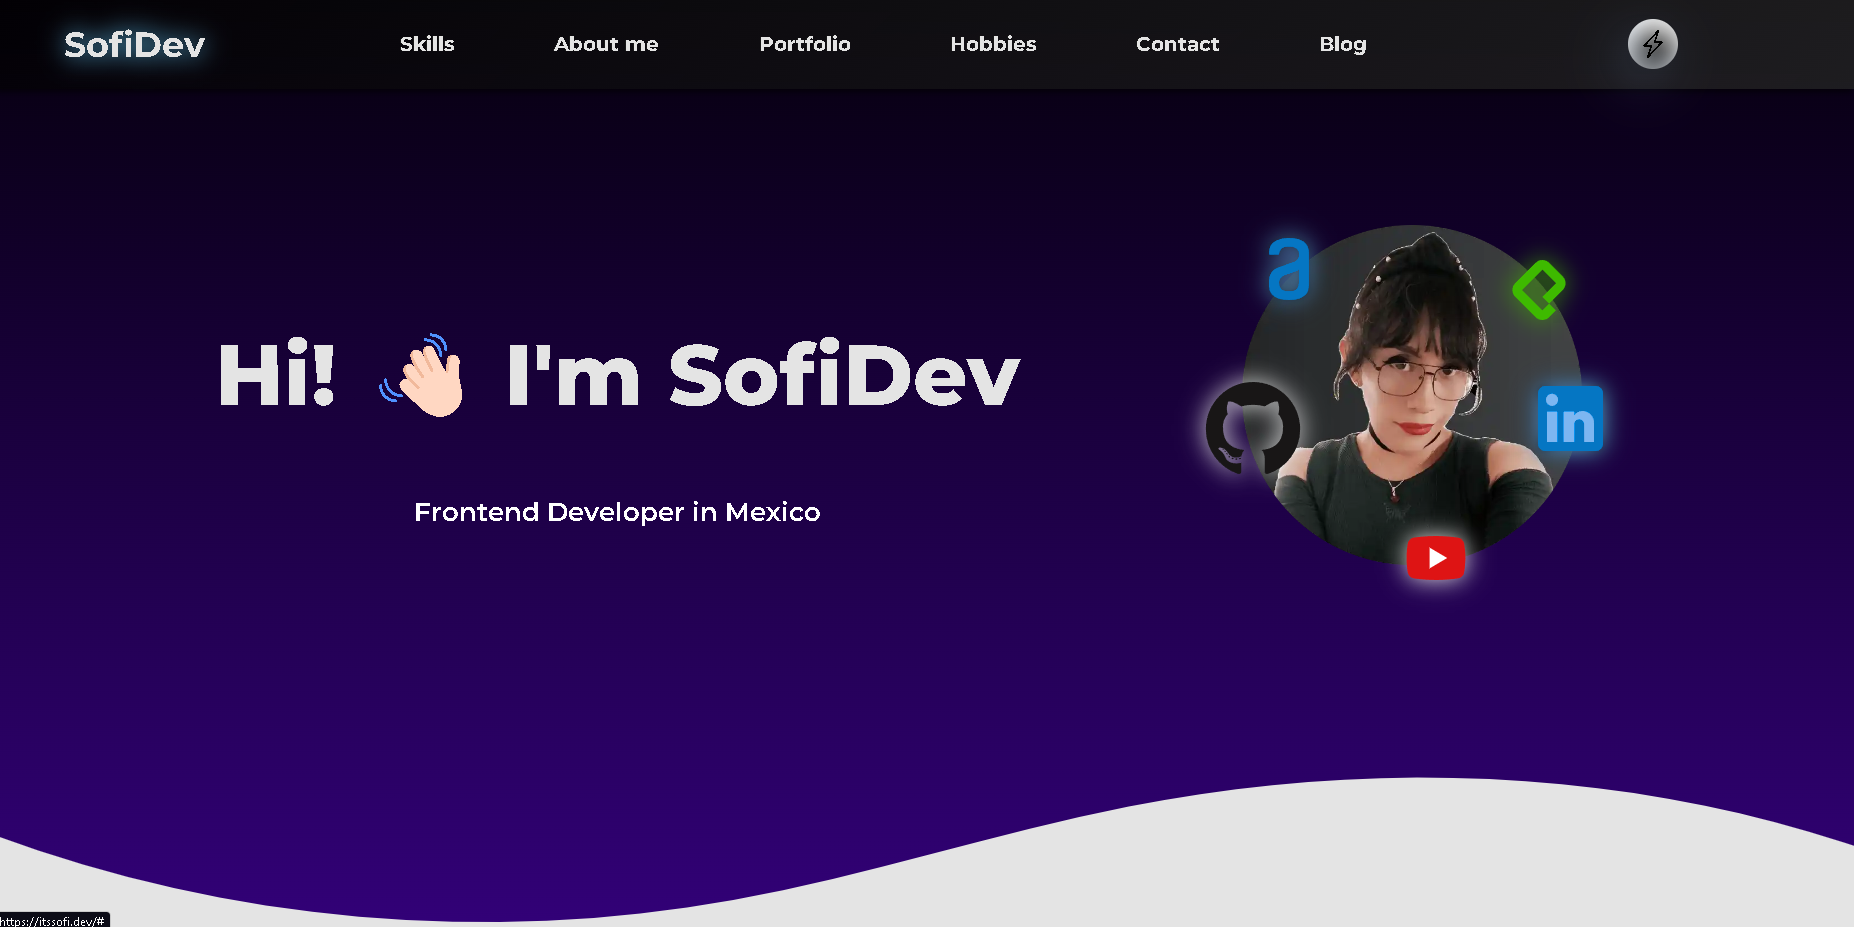 SofiDev
Skills
About me
Portfolio
Hobbies
Contact
Blog
Hi! 👋🏻 I'm SofiDev
Frontend Developer in Mexico
in
https://itssofi.dev/#